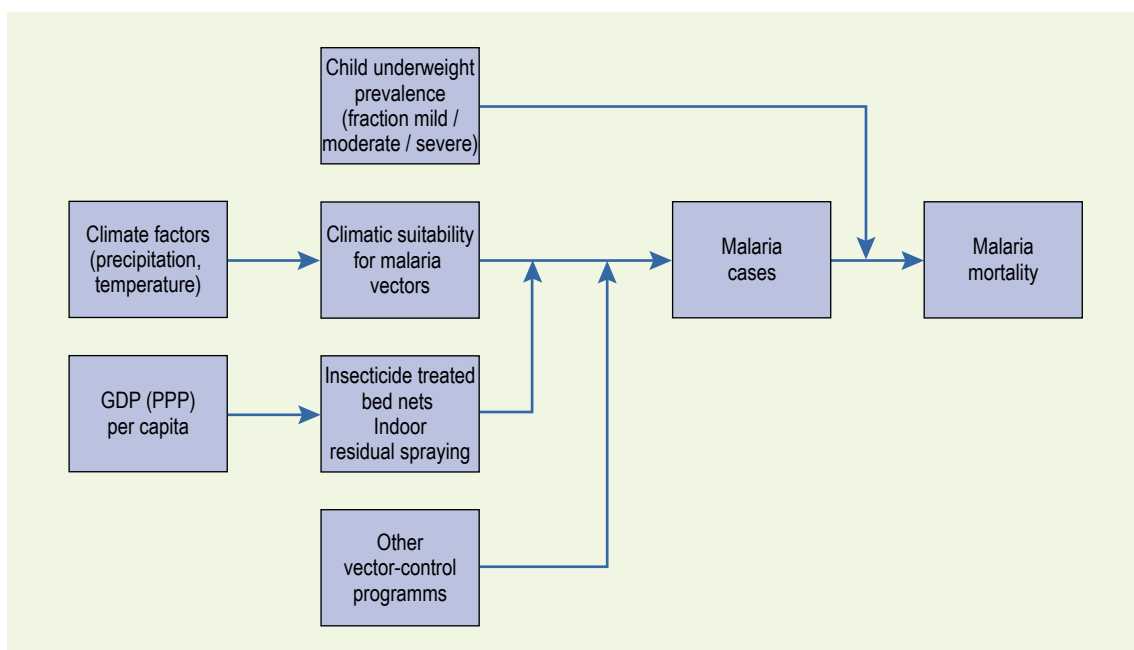 Child underweight
prevalence
(fraction mild /
moderate / severe)
Climate factors
(precipitation,
temperature)
Climatic suitability
for malaria
vectors
Malaria
cases
Malaria
mortality
GDP (PPP)
per capita
Insecticide treated
bed nets
Indoor
residual spraying
Other
vector-control
programms